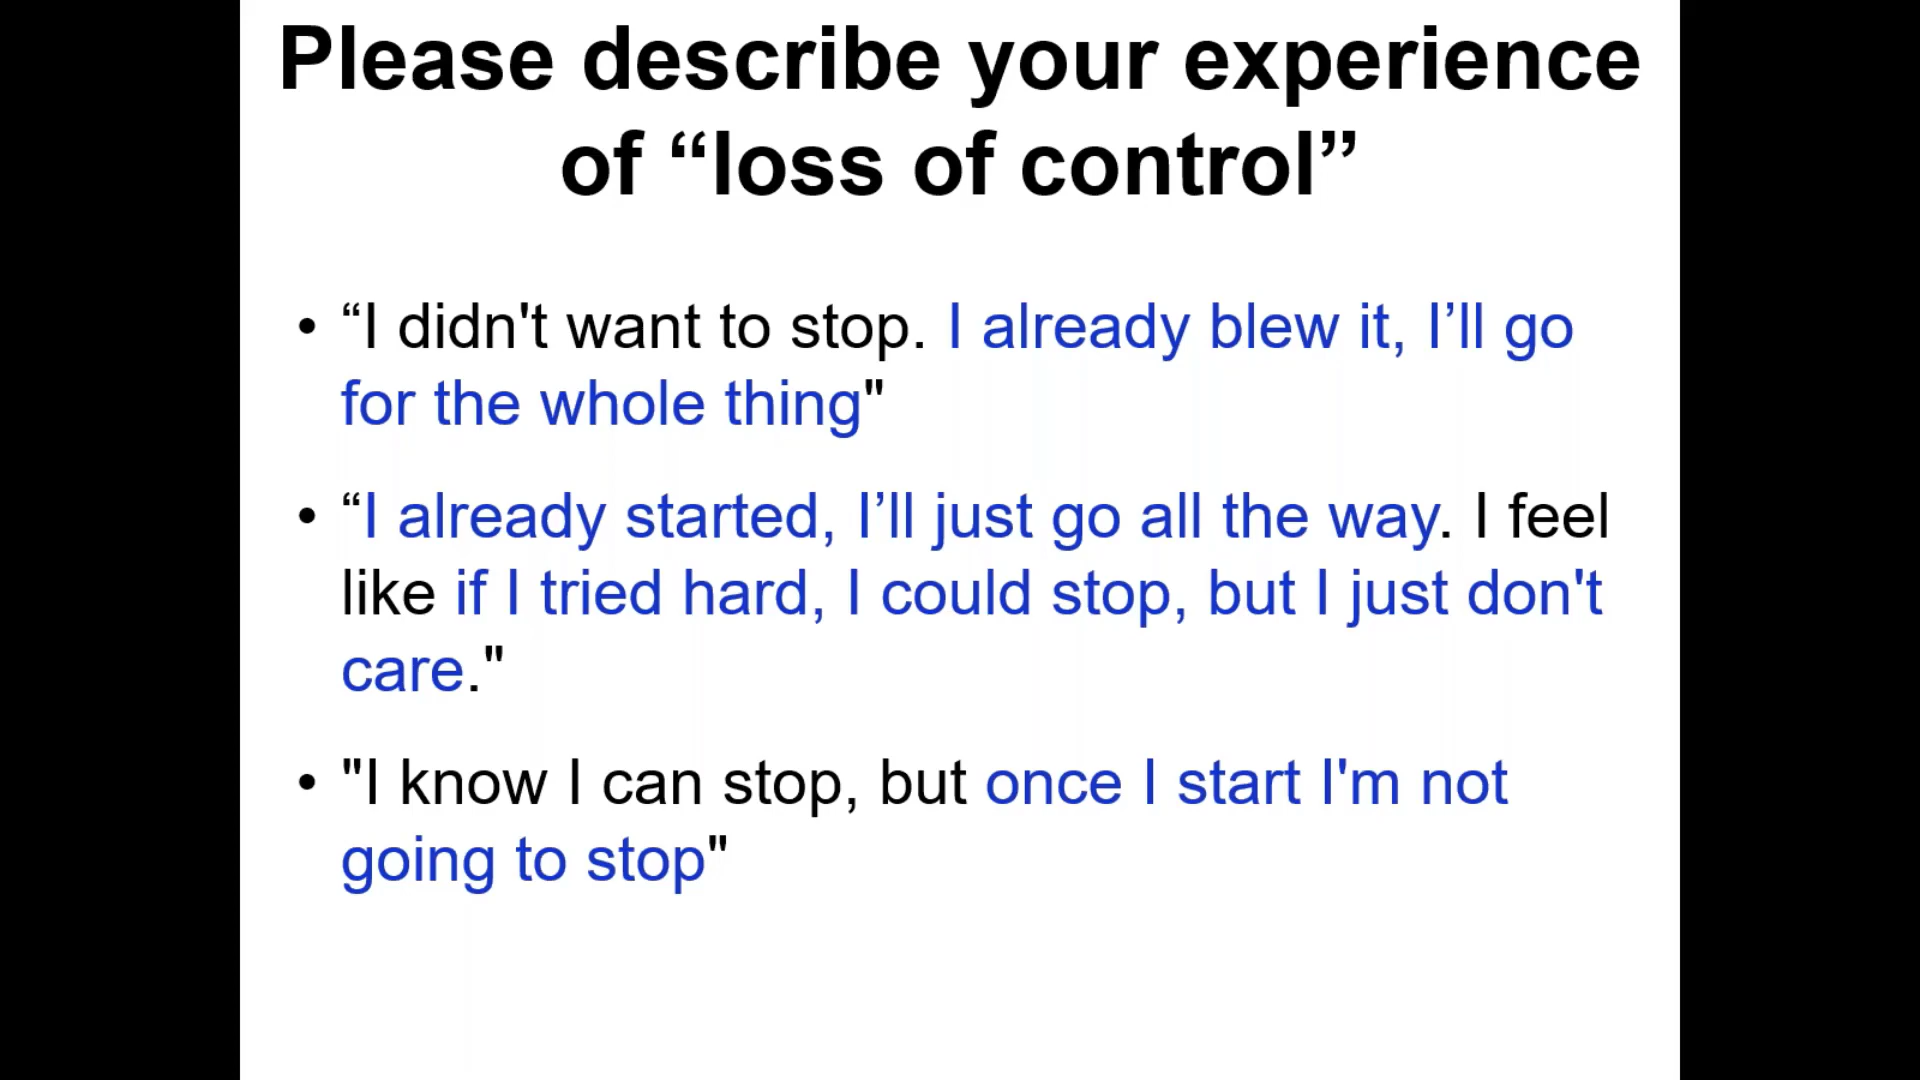 Please describe your experience
of “loss of control”
• “I didn't want to stop. I already blew it, I’ll go
for the whole thing"
• “I already started, I’ll just go all the way. I feel
like if I tried hard, I could stop, but I just don't
care."
• "I know I can stop, but once I start I'm not
going to stop"